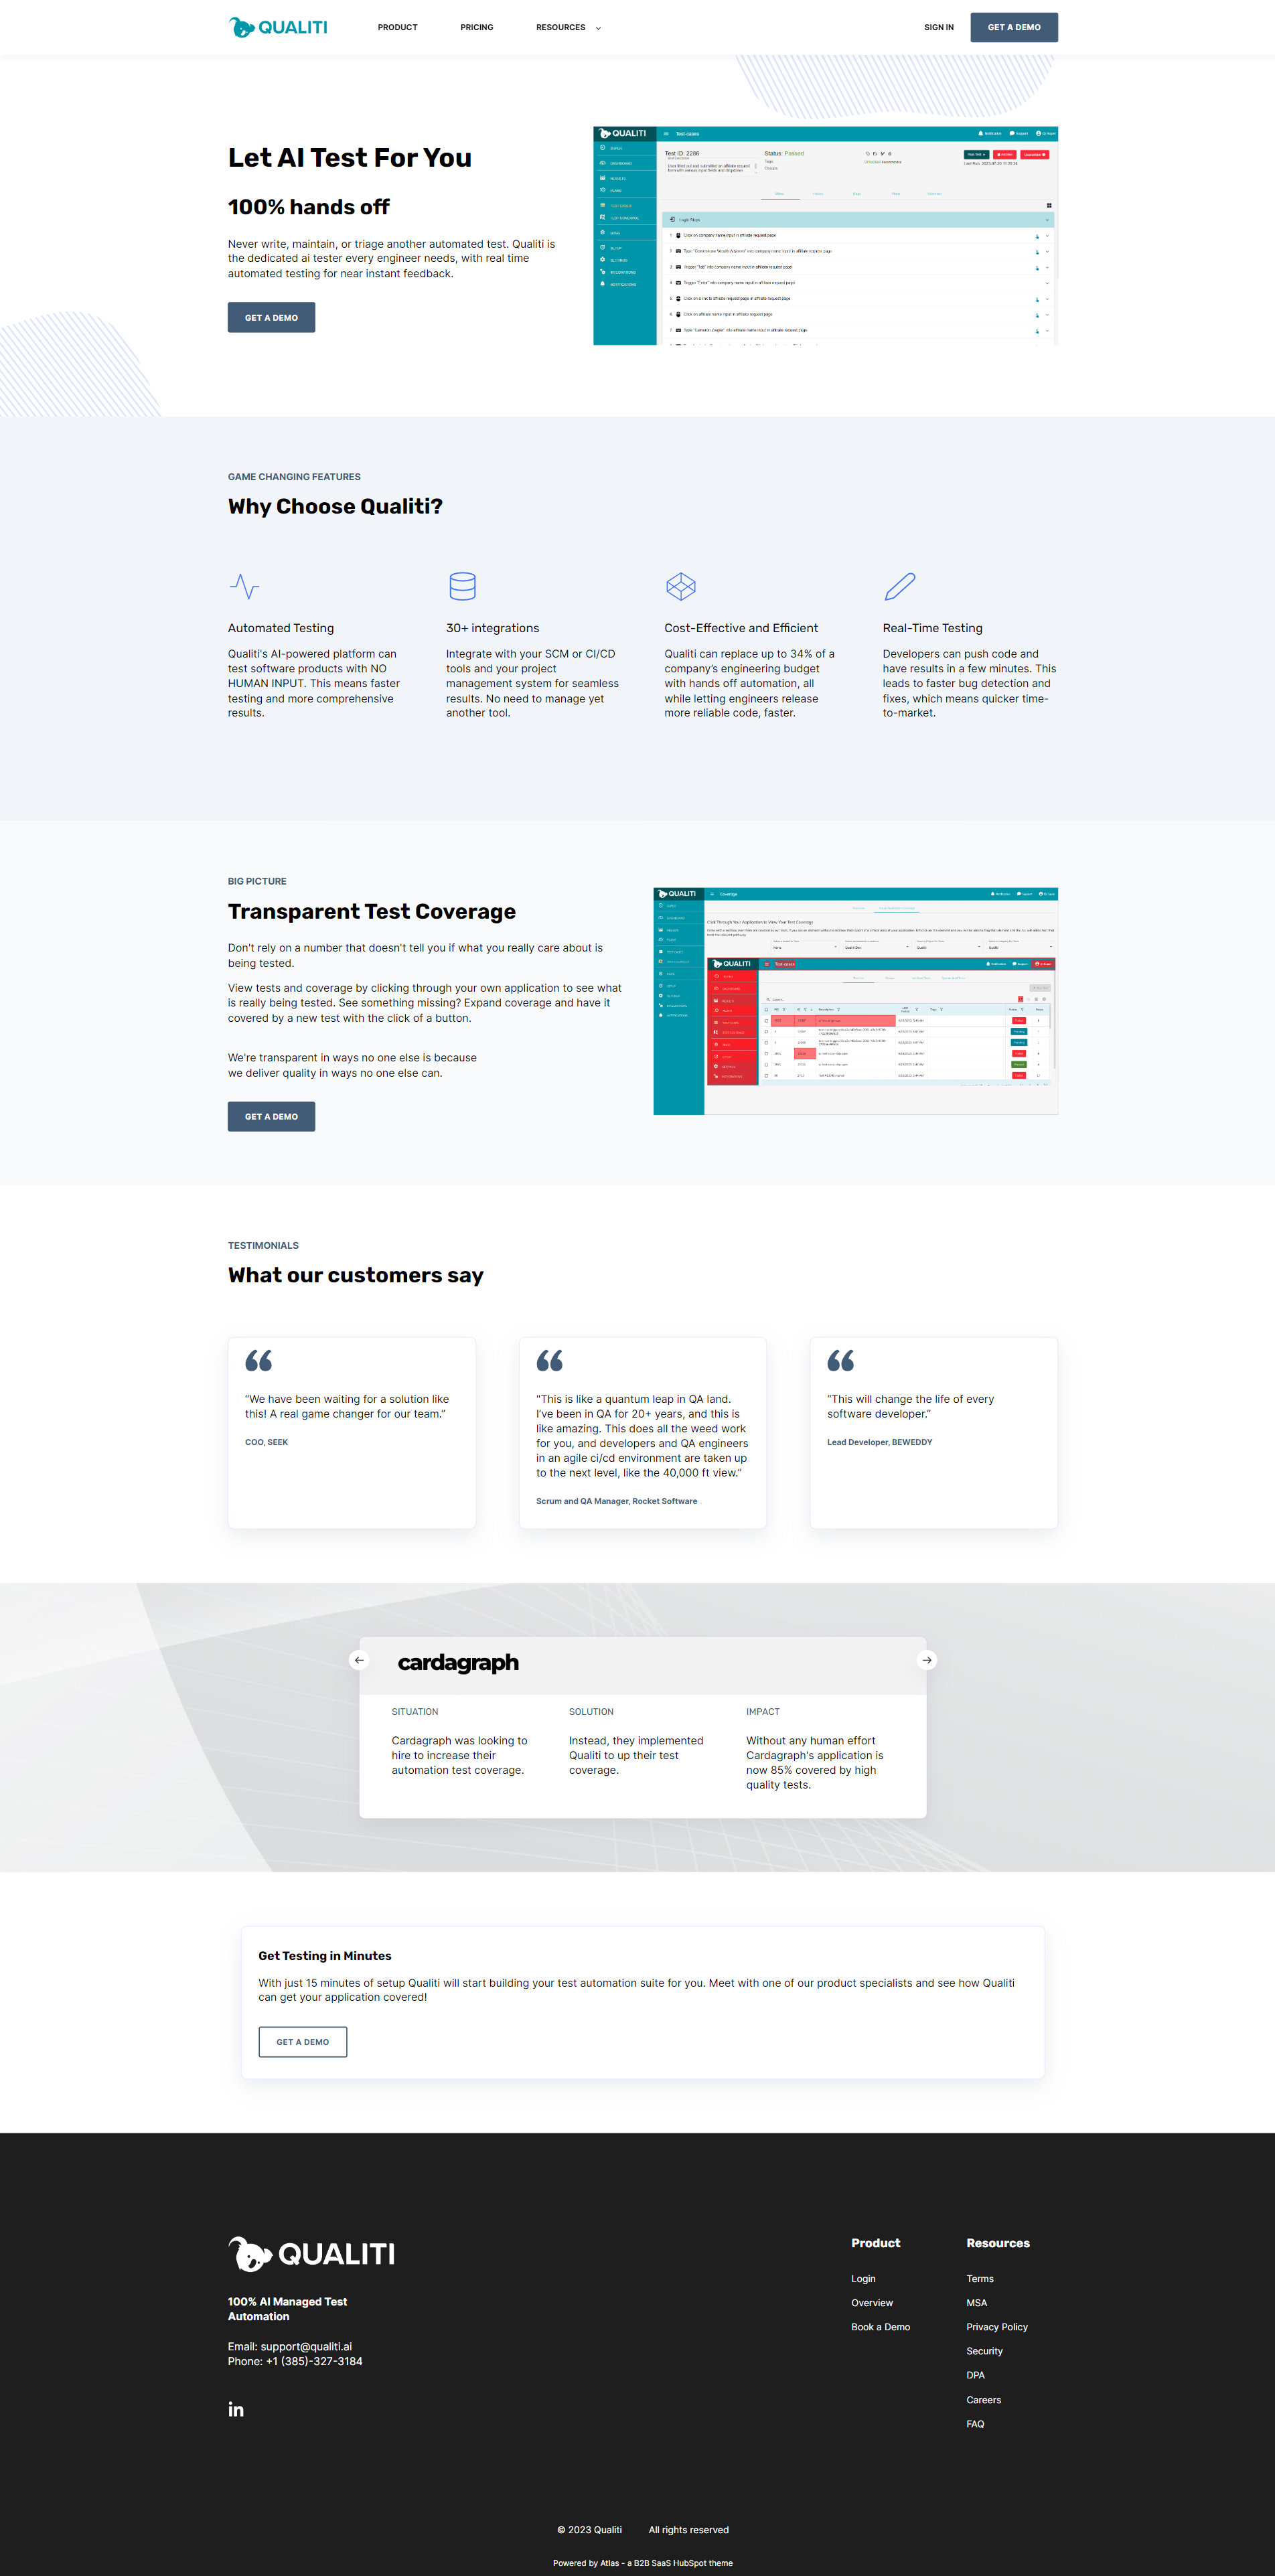 QUALITI
PRODUCT
PRICING
RESOURCES
SIGN IN
GET A DEMO
Let AI Test For You
100% hands off
Never write, maintain, or triage another automated test. Qualiti is
the dedicated ai tester every engineer needs, with real time
automated testing for near instant feedback.
GET A DEMO
QUALITI
Test cases
Test ID: 2286
Status: Passed
GAME CHANGING FEATURES
Why Choose Qualiti?
Automated Testing
Qualiti's AI-powered platform can
test software products with NO
HUMAN INPUT. This means faster
testing and more comprehensive
results.
30+ integrations
Integrate with your SCM or CI/CD
tools and your project
management system for seamless
results. No need to manage yet
another tool.
Cost-Effective and Efficient
Qualiti can replace up to 34% of a
company's engineering budget
with hands off automation, all
while letting engineers release
more reliable code, faster.
Real-Time Testing
Developers can push code and
have results in a few minutes. This
leads to faster bug detection and
fixes, which means quicker time-
to-market.
BIG PICTURE
Transparent Test Coverage
Don't rely on a number that doesn't tell you if what you really care about is
being tested.
View tests and coverage by clicking through your own application to see what
is really being tested. See something missing? Expand coverage and have it
covered by a new test with the click of a button.
We're transparent in ways no one else is because
we deliver quality in ways no one else can.
GET A DEMO
QUALITI
Coverage
Click Through Your Application to View Your Test Coverage
QUALITI
Test cases
TESTIMONIALS
What our customers say
"We have been waiting for a solution like
this! A real game changer for our team."
COO, SEEK
"This is like a quantum leap in QA land.
I've been in QA for 20+ years, and this is
like amazing. This does all the weed work
for you, and developers and QA engineers
in an agile ci/cd environment are taken up
to the next level, like the 40,000 ft view."
Scrum and QA Manager, Rocket Software
"This will change the life of every
software developer."
Lead Developer, BEWEDDY
cardagraph
SITUATION
Cardagraph was looking to
hire to increase their
automation test coverage.
SOLUTION
Instead, they implemented
Qualiti to up their test
coverage.
IMPACT
Without any human effort
Cardagraph's application is
now 85% covered by high
quality tests.
Get Testing in Minutes
With just 15 minutes of setup Qualiti will start building your test automation suite for you. Meet with one of our product specialists and see how Qualiti
can get your application covered!
GET A DEMO
QUALITI
100% AI Managed Test
Automation
Email: support@qualiti.ai
Phone: +1 (385)-327-3184
in
Product
Login
Overview
Book a Demo
Resources
Terms
MSA
Privacy Policy
Security
DPA
Careers
FAQ
© 2023 Qualiti
All rights reserved
Powered by Atlas - a B2B SaaS HubSpot theme